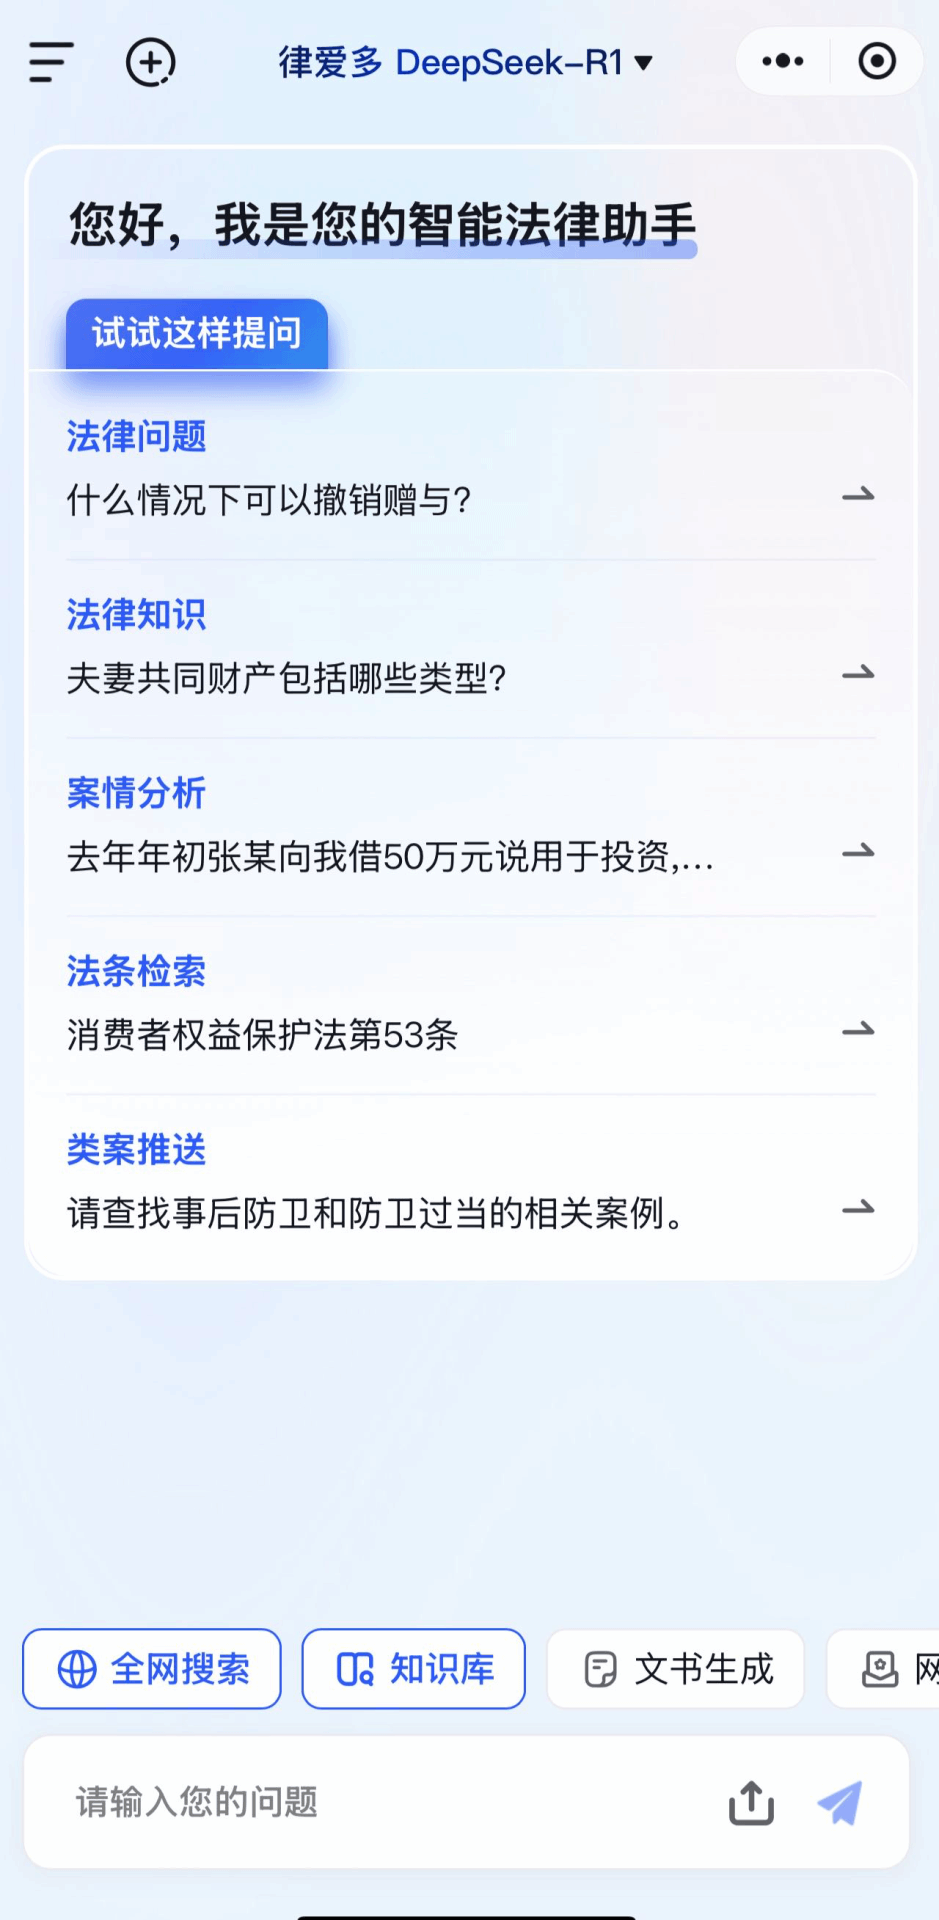 律爱多 DeepSeek-R1
您好，我是您的智能法律助手
试试这样提问
法律问题
什么情况下可以撤销赠与?
法律知识
夫妻共同财产包括哪些类型?
案情分析
去年年初张某向我借50万元说用于投资,...
法条检索
消费者权益保护法第53条
类案推送
请查找事后防卫和防卫过当的相关案例。
全网搜索 知识库 文书生成 网
请输入您的问题